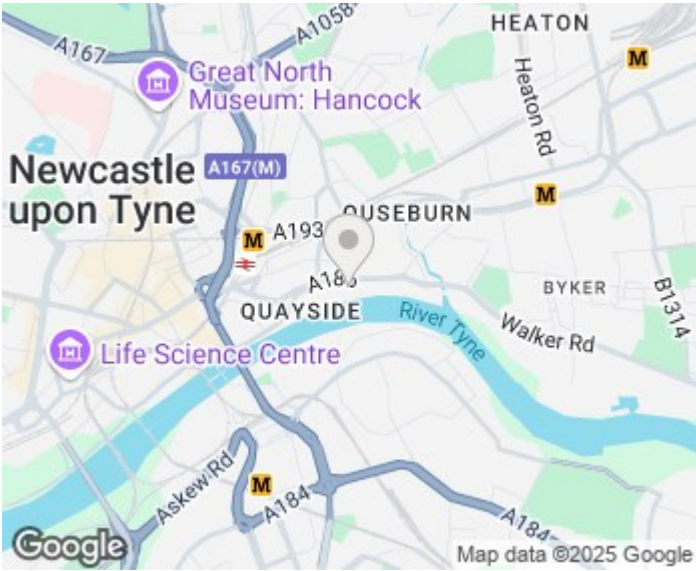 HEATON
A1058
A167
M
Great North
Museum: Hancock
Heaton Rd
Newcastle
upon Tyne
A167(M)
M
OUSEBURN
A193
M
A186
BYKER
B1314
QUAYSIDE
River Tyne
Walker Rd
Life Science Centre
Askew Rd
M
A184
A184
Google
Map data ©2025 Google